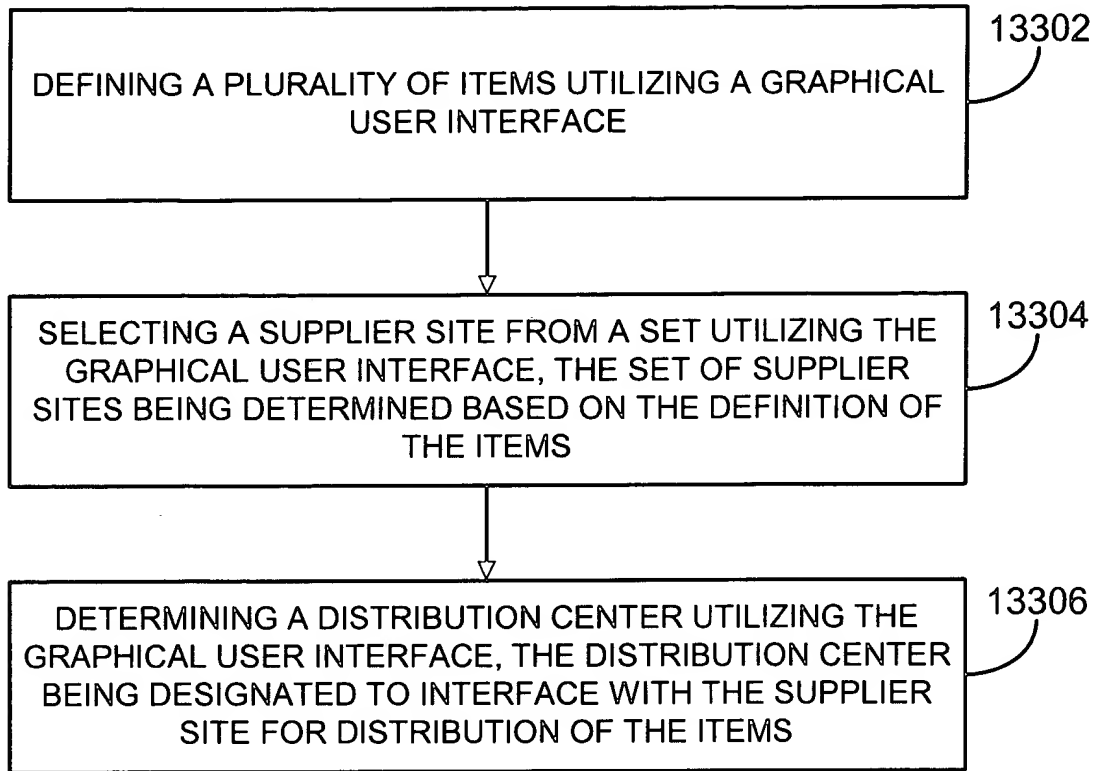 13302
DEFINING A PLURALITY OF ITEMS UTILIZING A GRAPHICAL
USER INTERFACE
13304
SELECTING A SUPPLIER SITE FROM A SET UTILIZING THE
GRAPHICAL USER INTERFACE, THE SET OF SUPPLIER
SITES BEING DETERMINED BASED ON THE DEFINITION OF
THE ITEMS
13306
DETERMINING A DISTRIBUTION CENTER UTILIZING THE
GRAPHICAL USER INTERFACE, THE DISTRIBUTION CENTER
BEING DESIGNATED TO INTERFACE WITH THE SUPPLIER
SITE FOR DISTRIBUTION OF THE ITEMS